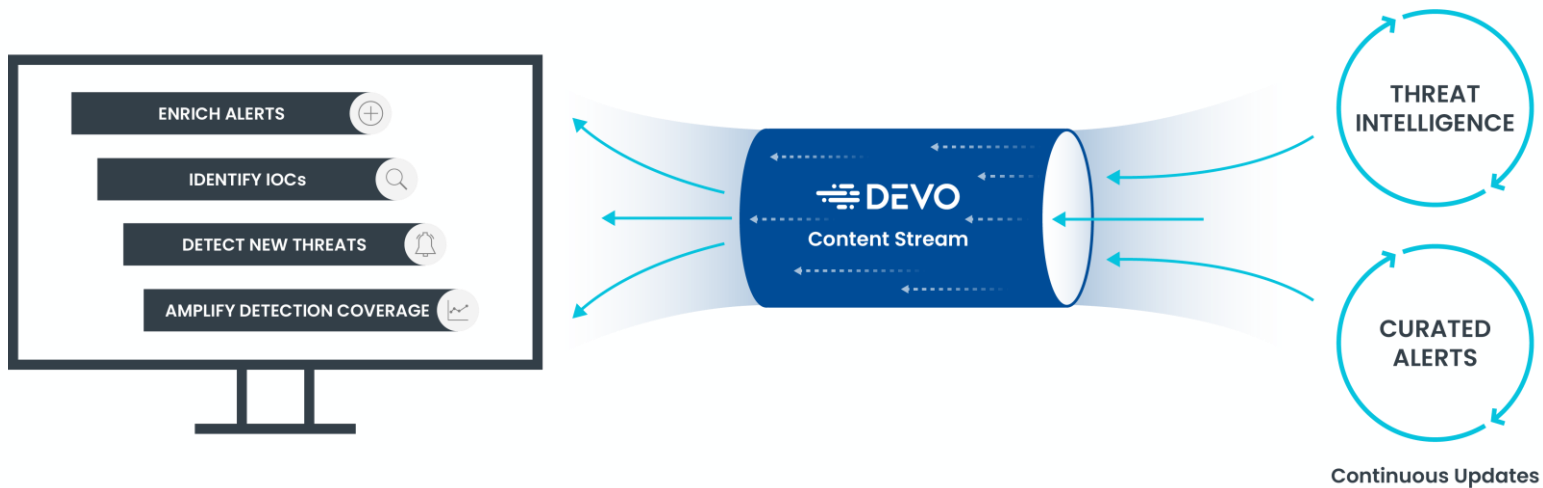 ENRICH ALERTS
IDENTIFY IOCs
DETECT NEW THREATS
AMPLIFY DETECTION COVERAGE
DEVO
Content Stream
THREAT
INTELLIGENCE
CURATED
ALERTS
Continuous Updates